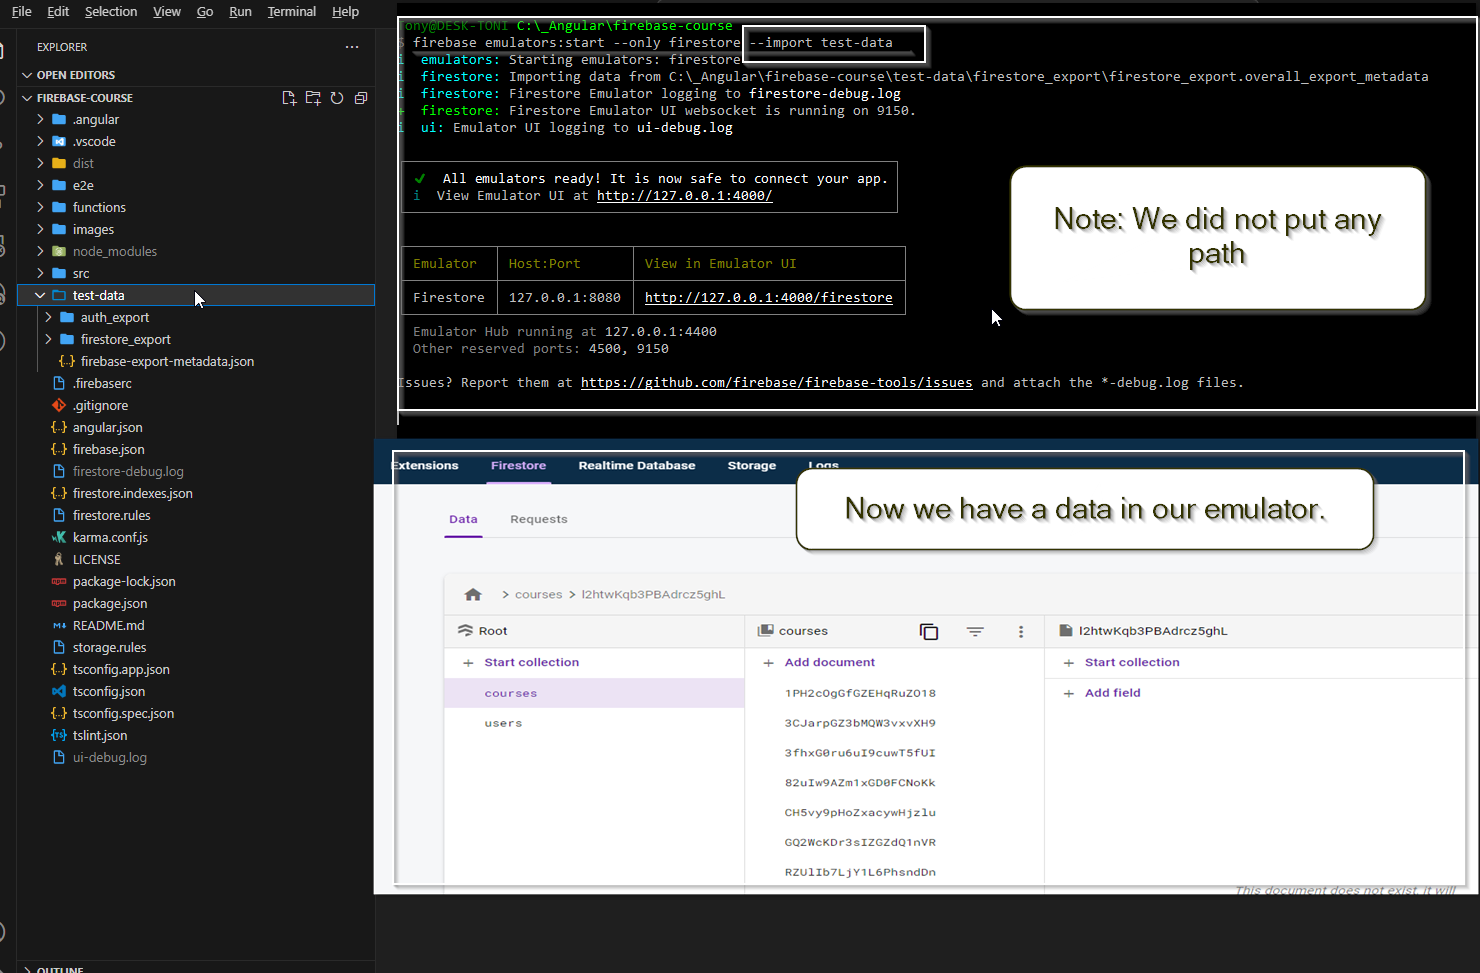 File Edit Selection View Go Run Terminal Help
EXPLORER
OPEN EDITORS
FIREBASE-COURSE
.angular
.vscode
dist
e2e
functions
images
node_modules
src
test-data
auth_export
firestore_export
firebase-export-metadata.json
.firebaserc
.gitignore
angular.json
firebase.json
firestore-debug.log
firestore.indexes.json
firestore.rules
karma.conf.js
LICENSE
package-lock.json
package.json
README.md
storage.rules
tsconfig.app.json
tsconfig.json
tsconfig.spec.json
tslint.json
ui-debug.log
OUTLINE
Tony@DESK-TONI C:\_Angular\firebase-course
$ firebase emulators:start --only firestore --import test-data
i emulators: Starting emulators: firestore
i firestore: Importing data from C:\_Angular\firebase-course\test-data\firestore_export\firestore_export.overall_export_metadata
i firestore: Firestore Emulator logging to firestore-debug.log
+ firestore: Firestore Emulator UI websocket is running on 9150.
i ui: Emulator UI logging to ui-debug.log
✔ All emulators ready! It is now safe to connect your app.
i View Emulator UI at http://127.0.0.1:4000/
Emulator Host:Port View in Emulator UI
Firestore 127.0.0.1:8080 http://127.0.0.1:4000/firestore
Emulator Hub running at 127.0.0.1:4400
Other reserved ports: 4500, 9150
Issues? Report them at https://github.com/firebase/firebase-tools/issues and attach the *-debug.log files.
Note: We did not put any
path
Extensions Firestore Realtime Database Storage Logs
Now we have a data in our emulator.
Data Requests
> courses > l2htwKqb3PBAdrcz5ghL
Root
+ Start collection
courses
users
courses
+ Add document
1PH2cOgGfGZEHqRuZO18
3CJarpGZ3bMQW3vxvXH9
3fhxG0ru6uI9cuwT5fUI
82uIw9AZm1xGD0FCNoKk
CH5vy9pHoZxacywHjzlu
GQ2WcKDr3sIZGZdQ1nVR
RZUlIb7LjY1L6PhsndDn
l2htwKqb3PBAdrcz5ghL
+ Start collection
+ Add field
This document does not exist, it will